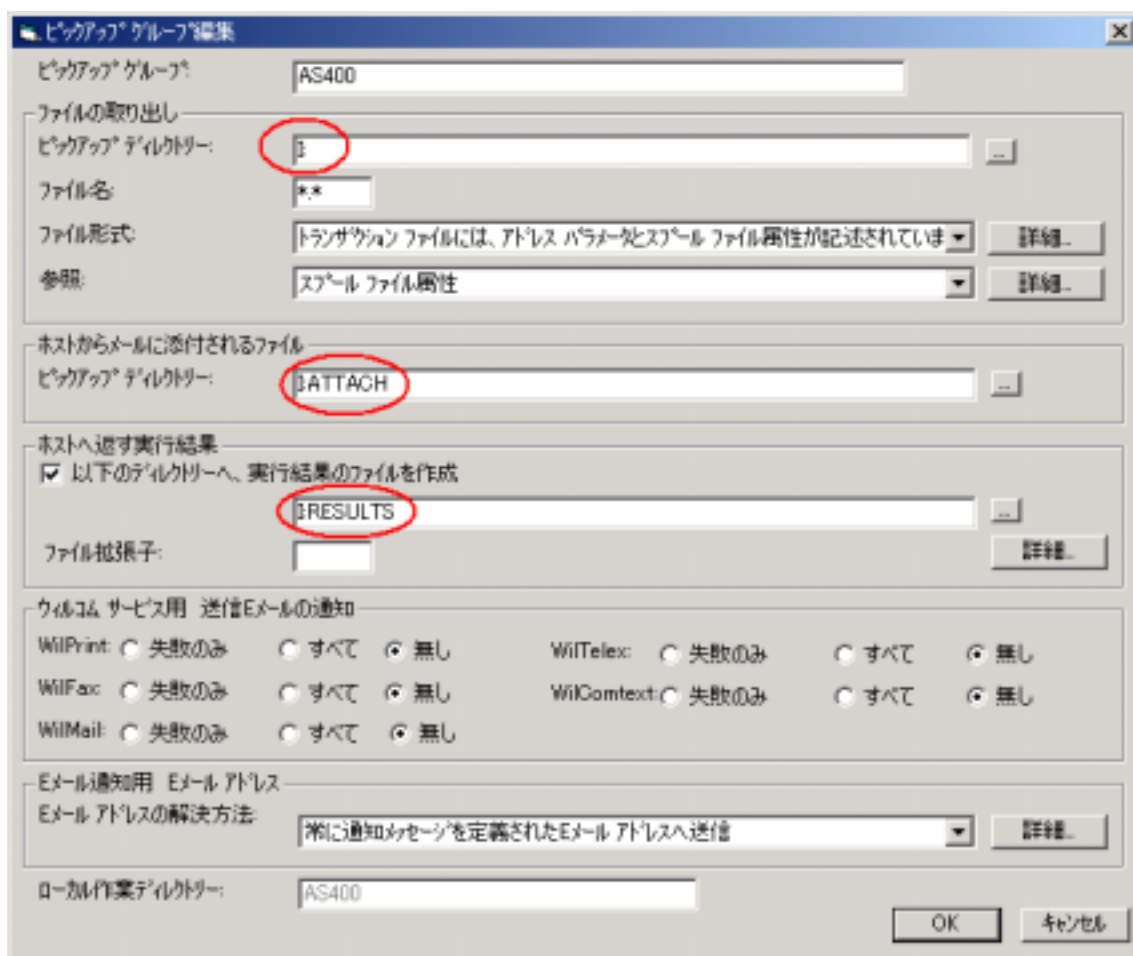 ピックアップ グループ編集
ピックアップ グループ:
AS400
ファイルの取り出し
ピックアップ ディレクトリー:
...
ファイル名:
*.*
ファイル形式:
トランザクション ファイルには、アドレス パラメータとスプール ファイル属性が記述されていま
詳細...
参照:
スプール ファイル属性
詳細...
ホストからメールに添付されるファイル
ピックアップ ディレクトリー:
ATTACH
...
ホストへ返す実行結果
以下のディレクトリーへ、実行結果のファイルを作成
RESULTS
...
ファイル拡張子:
詳細...
ウィルコム サービス用 送信Eメールの通知
WilPrint: 失敗のみ すべて 無し WilTelex: 失敗のみ すべて 無し
WilFax: 失敗のみ すべて 無し WilComtext: 失敗のみ すべて 無し
WilMail: 失敗のみ すべて 無し
Eメール通知用 Eメール アドレス
Eメール アドレスの解決方法:
常に通知メッセージを定義されたEメール アドレスへ送信
詳細...
ローカル作業ディレクトリー:
AS400
OK キャンセル